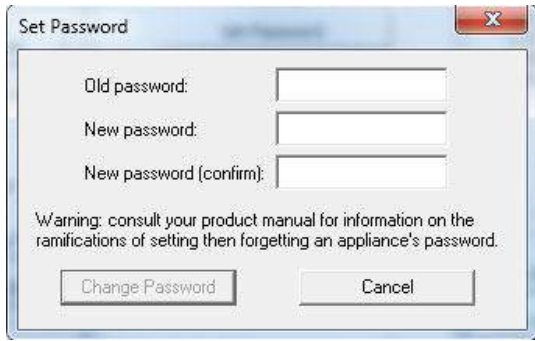 Set Password
Old password:
New password:
New password (confirm):
Warning: consult your product manual for information on the
ramifications of setting then forgetting an appliance's password.
Change Password
Cancel